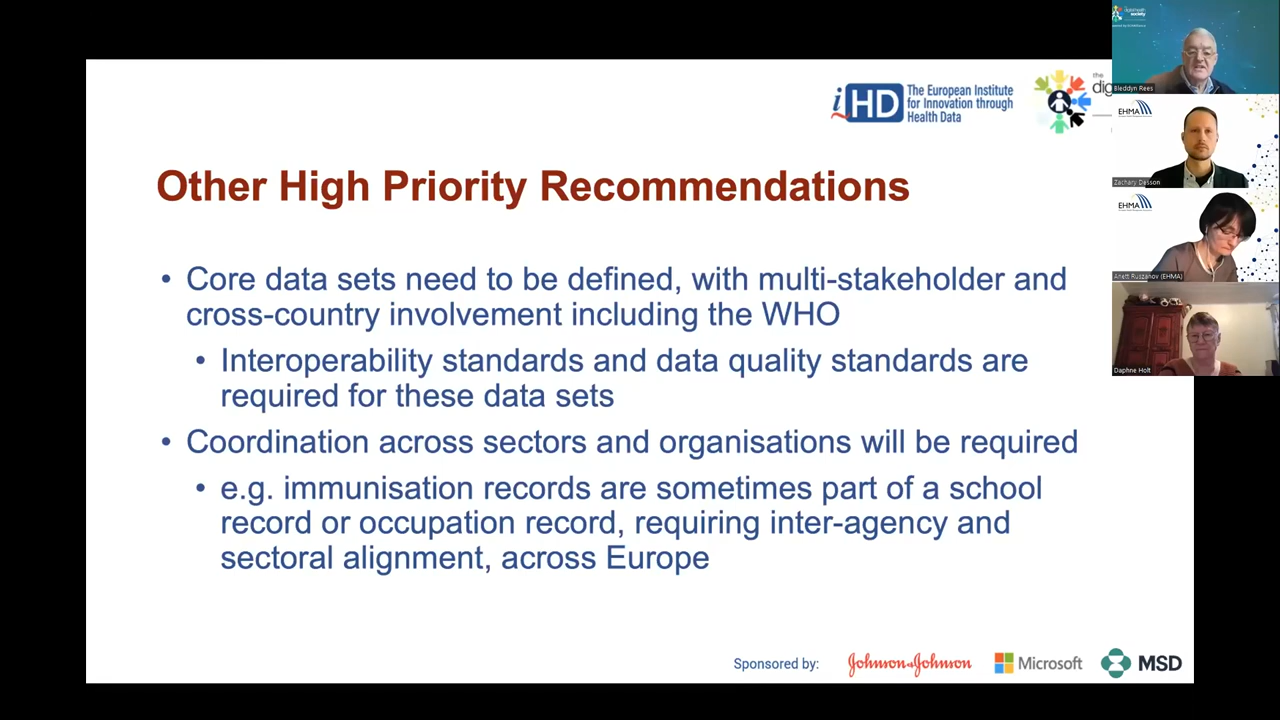 iHD The European Institute
for Innovation through
Health Data
the
Other High Priority Recommendations
• Core data sets need to be defined, with multi-stakeholder and
cross-country involvement including the WHO
• Interoperability standards and data quality standards are
required for these data sets
• Coordination across sectors and organisations will be required
• e.g. immunisation records are sometimes part of a school
record or occupation record, requiring inter-agency and
sectoral alignment, across Europe
Sponsored by: Johnson & Johnson Microsoft MSD
society
Bleddyn Rees
EHMA
Zachary Desson
EHMA
Anett Ruszanov (EHMA)
Daphne Holt